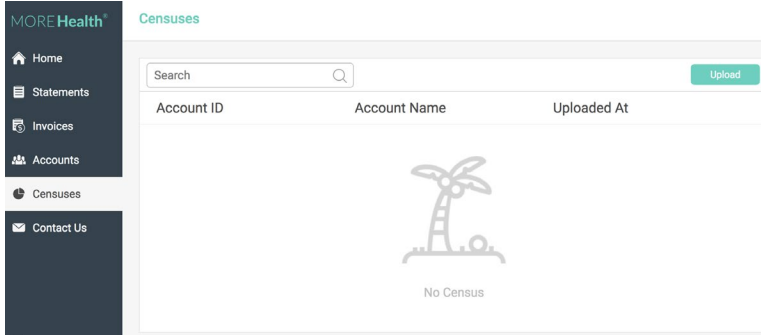 MOREHealth®
Censuses
Home
Search
Upload
Statements
Account ID Account Name Uploaded At
Invoices
Accounts
Censuses
Contact Us
No Census